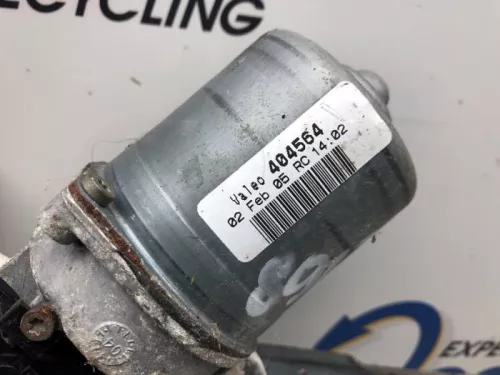 ECYCLING
Valeo 404564
02 Feb 05 RC 14:02
EXPE